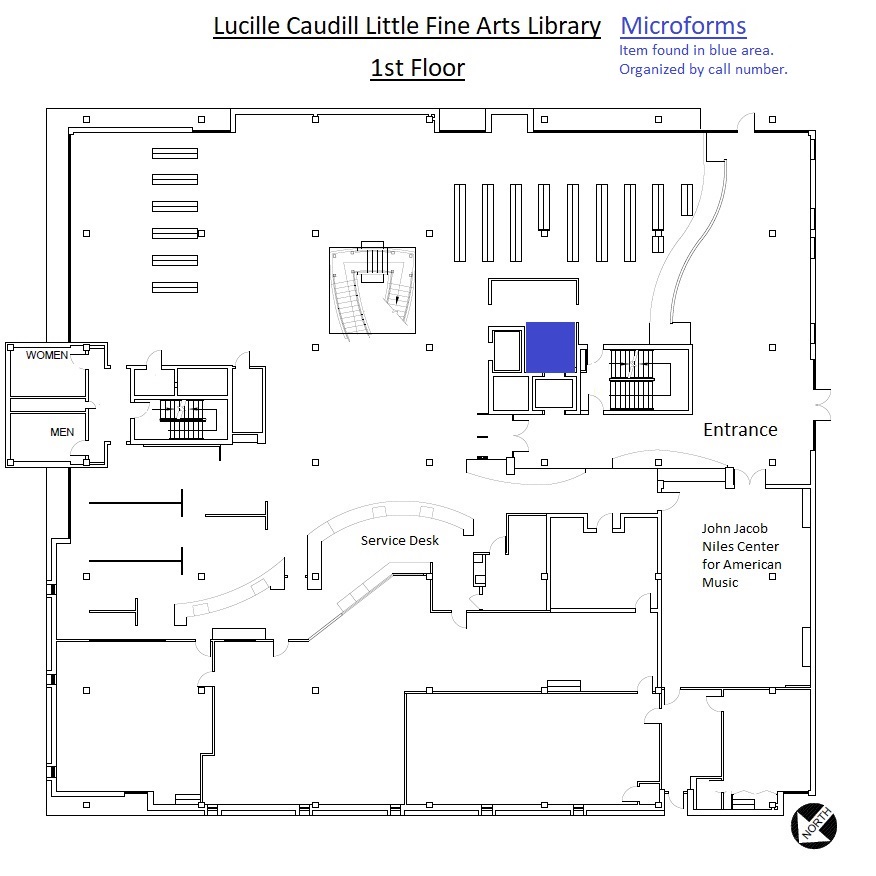 Lucille Caudill Little Fine Arts Library
1st Floor
Microforms
Item found in blue area.
Organized by call number.
WOMEN
MEN
Entrance
Service Desk
John Jacob
Niles Center
for American
Music
NORTH